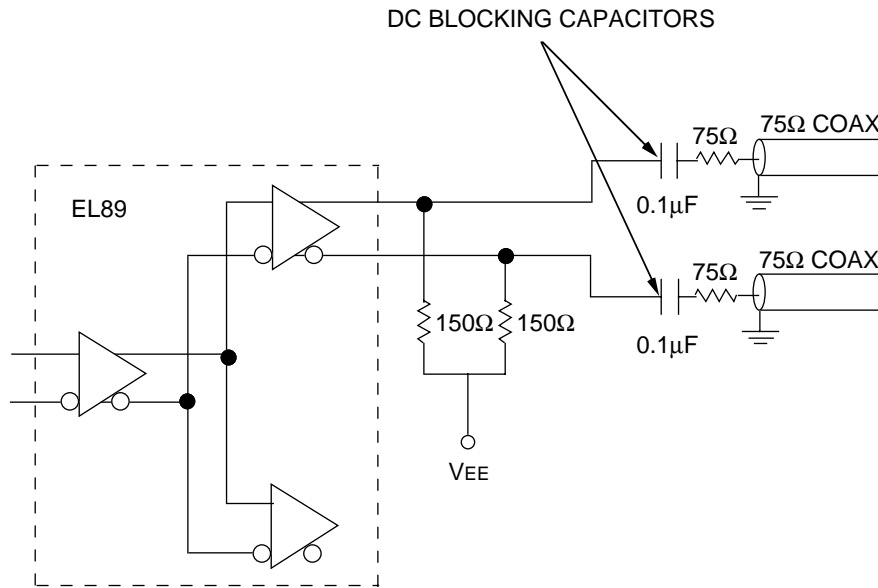 DC BLOCKING CAPACITORS
75Ω
75Ω COAX
0.1μF
EL89
75Ω
75Ω COAX
0.1μF
150Ω
150Ω
VEE